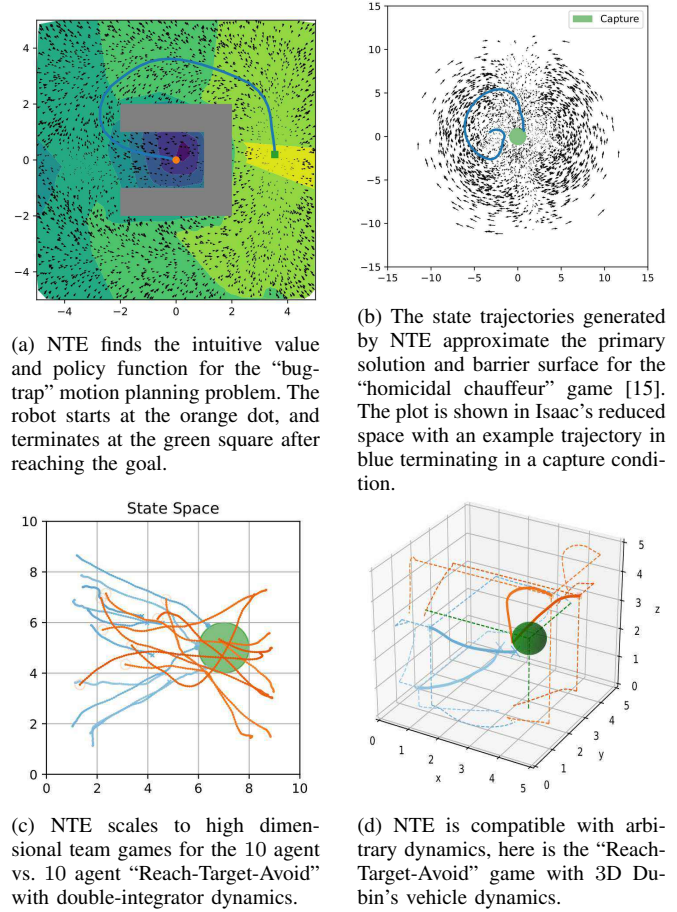 4
2
0
−2
−4
−4 −2 0 2 4
(a) NTE finds the intuitive value
and policy function for the “bug-
trap” motion planning problem. The
robot starts at the orange dot, and
terminates at the green square after
reaching the goal.
Capture
15
10
5
0
−5
−10
−15
−15 −10 −5 0 5 10 15
(b) The state trajectories generated
by NTE approximate the primary
solution and barrier surface for the
“homicidal chauffeur” game [15].
The plot is shown in Isaac’s reduced
space with an example trajectory in
blue terminating in a capture condi-
tion.
State Space
10
8
6
4
2
0
0 2 4 6 8 10
(c) NTE scales to high dimen-
sional team games for the 10 agent
vs. 10 agent “Reach-Target-Avoid”
with double-integrator dynamics.
5
4
3
z
2
1
0
0 1 2 3 4 5
x
0 1 2 3 4 5
y
(d) NTE is compatible with arbi-
trary dynamics, here is the “Reach-
Target-Avoid” game with 3D Du-
bin’s vehicle dynamics.